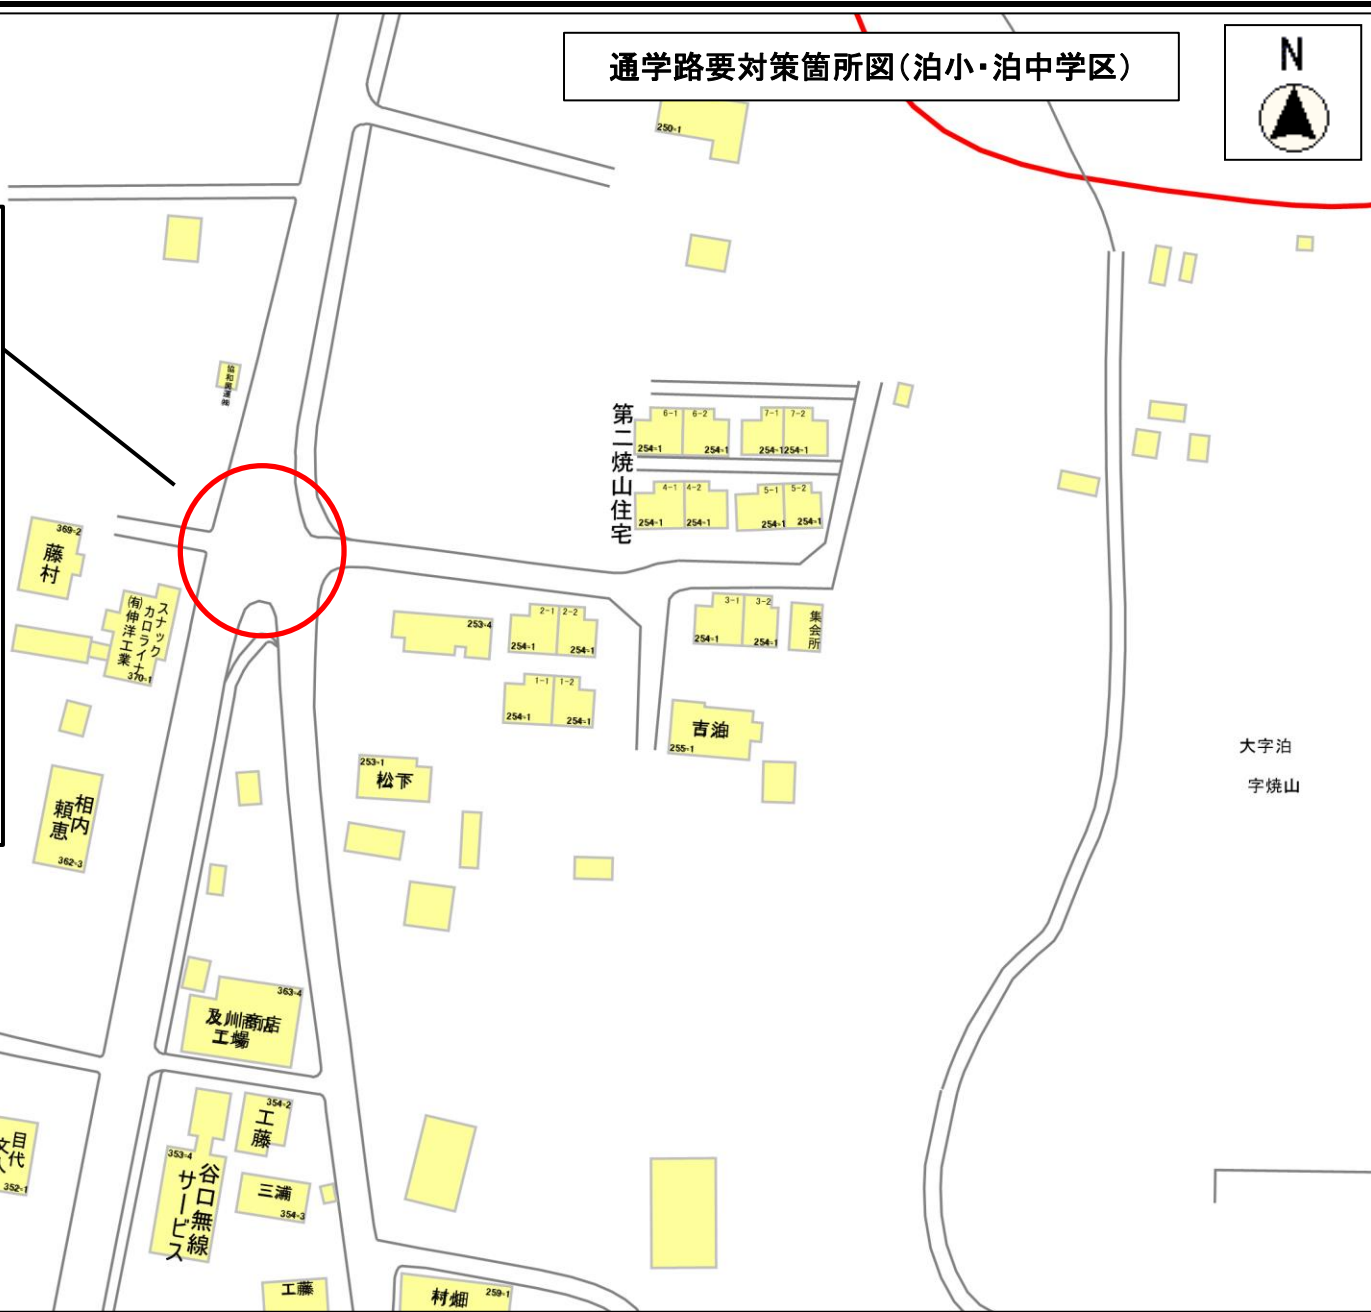 通学路要対策箇所図(泊小・泊中学区)
N
250-1
協和美運㈱
第二焼山住宅
6-1
6-2
254-1
254-1
7-1
7-2
254-1
254-1
4-1
4-2
254-1
254-1
5-1
5-2
254-1
254-1
369-2
藤村
スナック
カロライナ
㈲伸洋工業
370-1
253-4
2-1
2-2
254-1
254-1
3-1
3-2
254-1
254-1
集会所
1-1
1-2
254-1
254-1
吉油
255-1
253-1
松下
大字泊
字焼山
相内
頼恵
362-3
363-4
及川商店
工場
354-2
工藤
目代
352-1
353-4
谷口無線
サービス
三浦
354-3
工藤
村畑
259-1